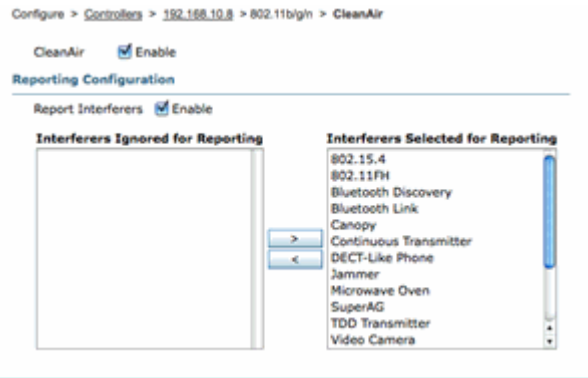 Configure > Controllers > 192.168.10.8 > 802.11b/g/n > CleanAir
CleanAir Enable
Reporting Configuration
Report Interferers Enable
Interferers Ignored for Reporting
Interferers Selected for Reporting
802.15.4
802.11FH
Bluetooth Discovery
Bluetooth Link
Canopy
>
Continuous Transmitter
<
DECT-Like Phone
Jammer
Microwave Oven
SuperAG
TDD Transmitter
Video Camera